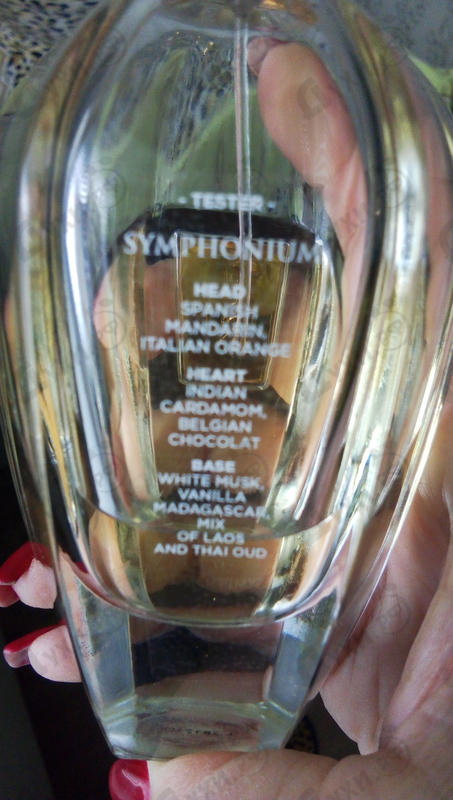 - TESTER -
SYMPHONIUM
HEAD
SPANISH
MANDARIN,
ITALIAN ORANGE
HEART
INDIAN
CARDAMOM,
BELGIAN
CHOCOLAT
BASE
WHITE MUSK,
VANILLA
MADAGASCAR,
MIX
OF LAOS
AND THAI OUD